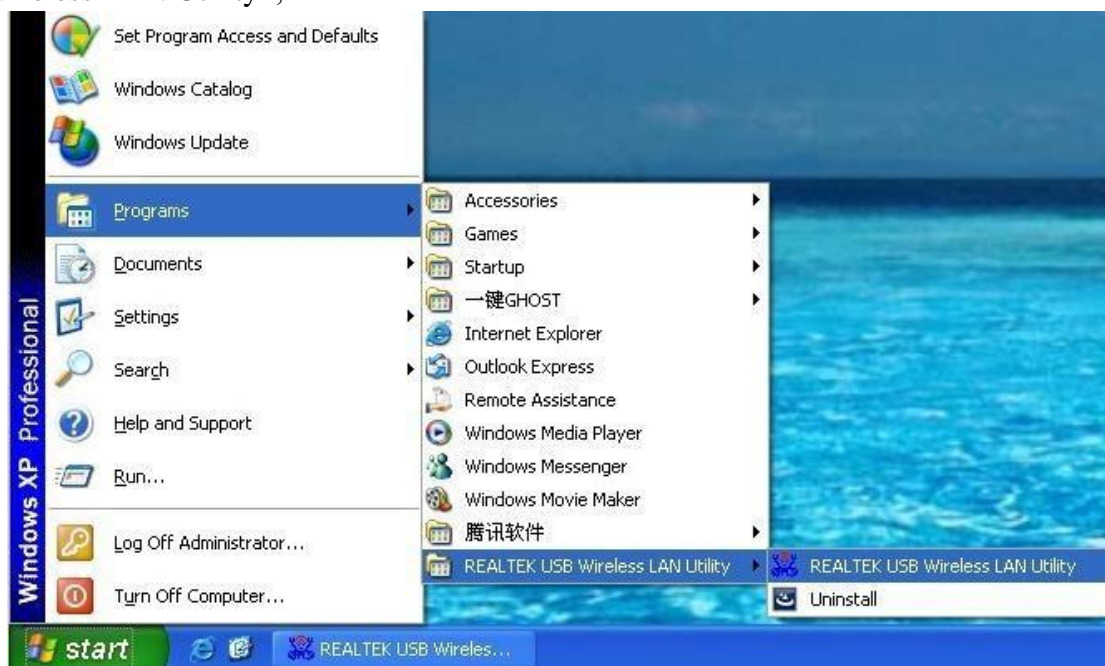 Set Program Access and Defaults
Windows Catalog
Windows Update
Programs
Documents
Settings
Search
Help and Support
Run...
Log Off Administrator...
Turn Off Computer...
Windows XP Professional
Accessories
Games
Startup
一键GHOST
Internet Explorer
Outlook Express
Remote Assistance
Windows Media Player
Windows Messenger
Windows Movie Maker
腾讯软件
REALTEK USB Wireless LAN Utility
REALTEK USB Wireless LAN Utility
Uninstall
start
REALTEK USB Wireles...